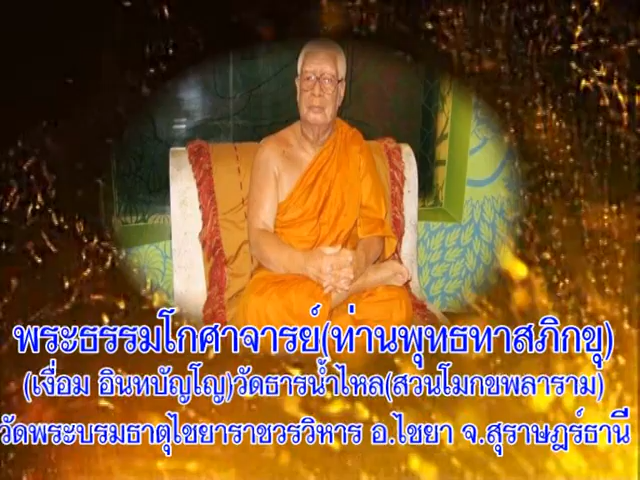 พระธรรมโกศาจารย์(ท่านพุทธทาสภิกขุ)
(เงื่อม อินทบัญโญ)วัดธารน้ำไหล(สวนโมกขพลาราม)
วัดพระบรมธาตุไชยาราชวรวิหาร อ.ไชยา จ.สุราษฎร์ธานี